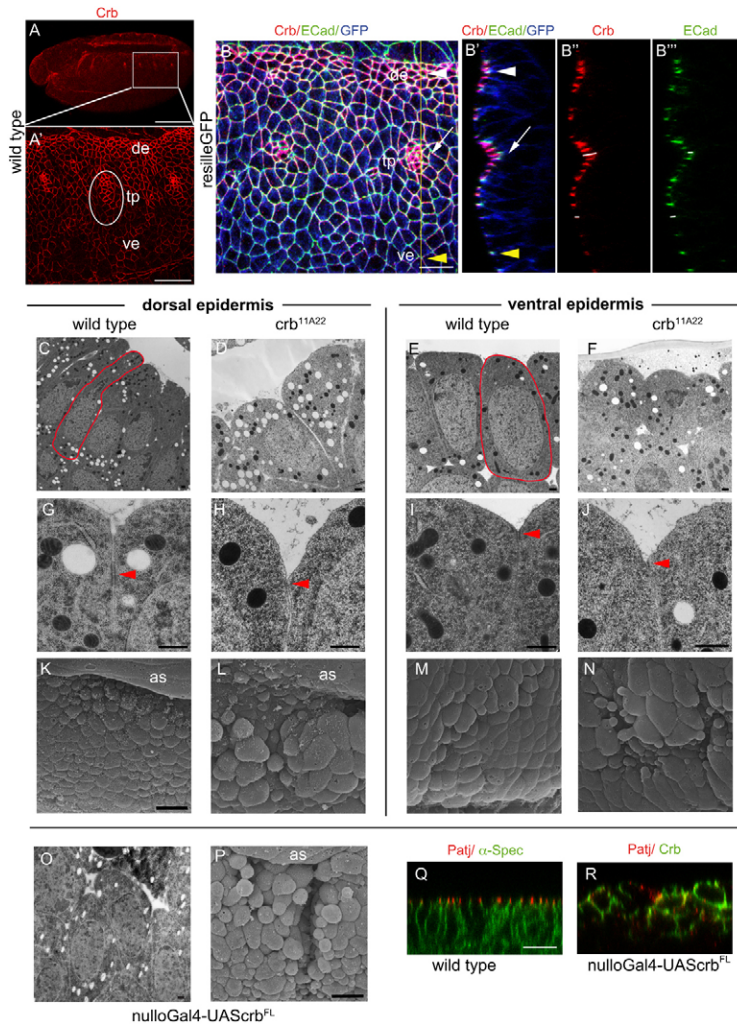 Crb
A
wild type
A'
de
tp
ve
Crb/ECad/GFP
B
resilleGFP
de
tp
ve
Crb/ECad/GFP
B'
Crb
B''
ECad
B'''
dorsal epidermis
ventral epidermis
wild type
crb11A22
wild type
crb11A22
C
D
E
F
G
H
I
J
K
as
L
as
M
N
O
P
as
nulloGal4-UAScrbFL
Patj/ α-Spec
Q
wild type
Patj/ Crb
R
nulloGal4-UAScrbFL